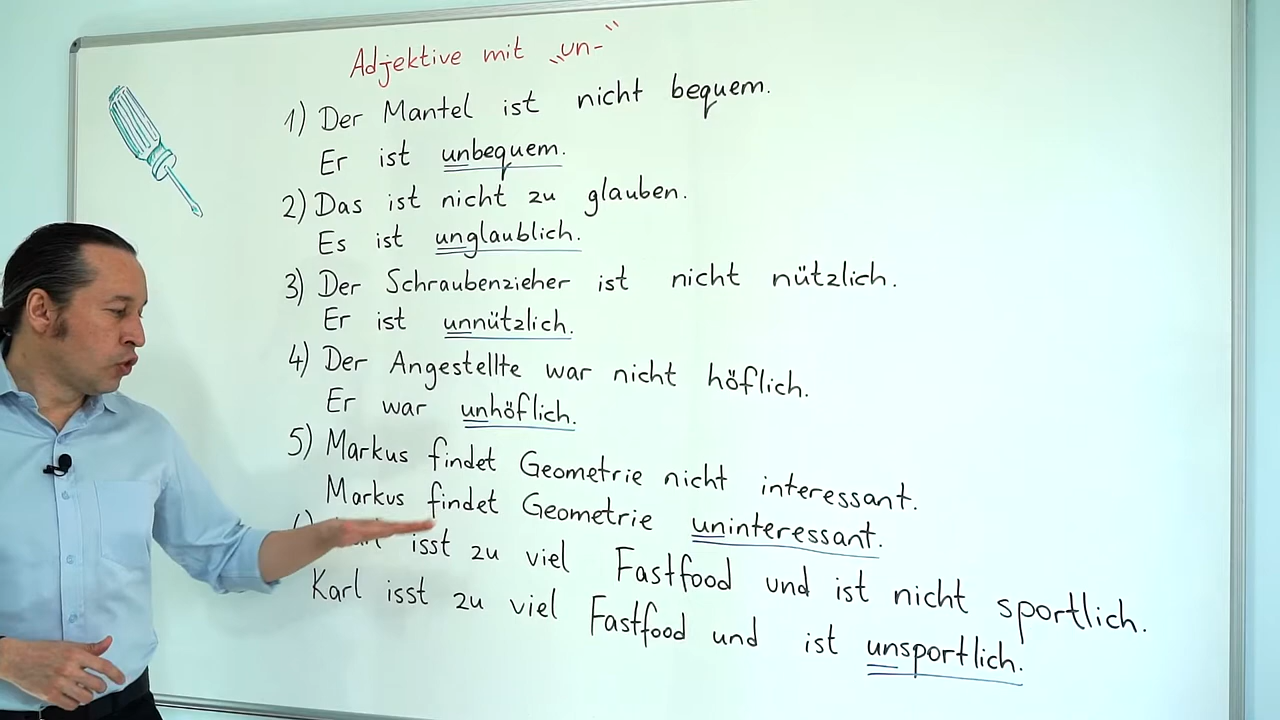 Adjektive mit „un-"
1) Der Mantel ist nicht bequem.
Er ist unbequem.
2) Das ist nicht zu glauben.
Es ist unglaublich.
3) Der Schraubenzieher ist nicht nützlich.
Er ist unnützlich.
4) Der Angestellte war nicht höflich.
Er war unhöflich.
5) Markus findet Geometrie nicht interessant.
Markus findet Geometrie uninteressant.
isst zu viel Fastfood und ist nicht sportlich.
Karl isst zu viel Fastfood und ist unsportlich.